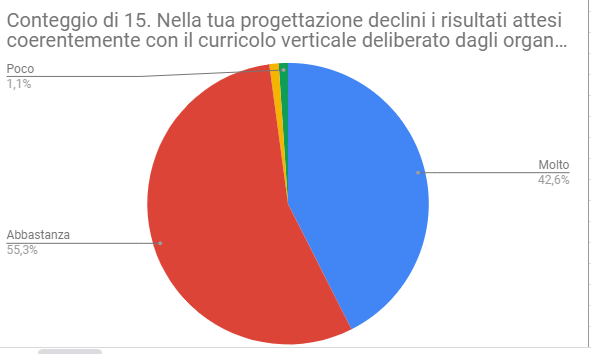 Conteggio di 15. Nella tua progettazione declini i risultati attesi
coerentemente con il curricolo verticale deliberato dagli organ...
Poco
1,1%
Molto
42,6%
Abbastanza
55,3%